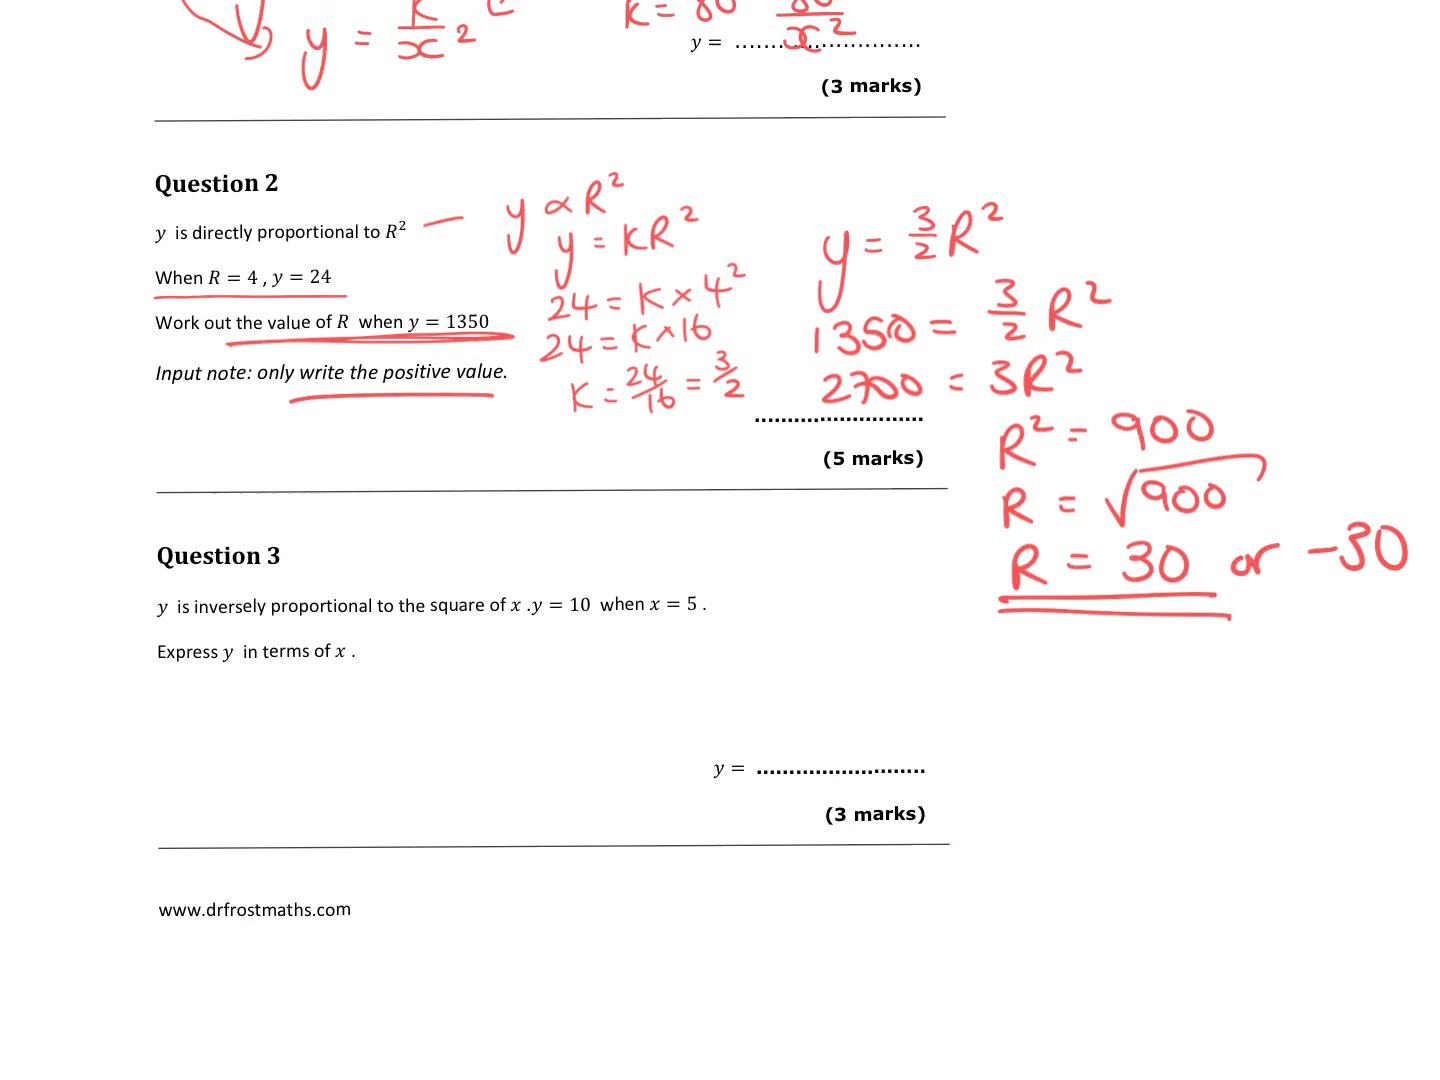 y = k/x²
K = 80 80/x²
y = ..........................
(3 marks)
Question 2
y is directly proportional to R² — y ∝ R²
y = KR²
When R = 4 , y = 24
24 = K × 4²
Work out the value of R when y = 1350
24 = K × 16
Input note: only write the positive value.
K = 24/16 = 3/2
y = 3/2 R²
1350 = 3/2 R²
2700 = 3R²
R² = 900
R = √900
R = 30 or -30
..........................
(5 marks)
Question 3
y is inversely proportional to the square of x .y = 10 when x = 5 .
Express y in terms of x .
y = ..........................
(3 marks)
www.drfrostmaths.com